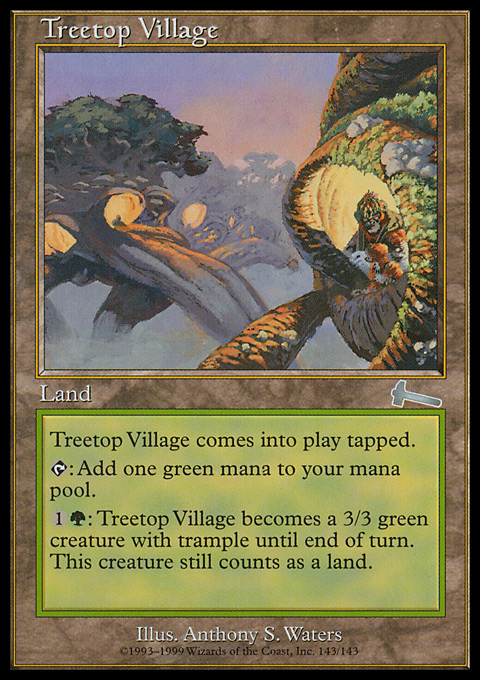 Treetop Village
Land
Treetop Village comes into play tapped.
: Add one green mana to your mana
pool.
1 : Treetop Village becomes a 3/3 green
creature with trample until end of turn.
This creature still counts as a land.
Illus. Anthony S. Waters
©1993–1999 Wizards of the Coast, Inc. 143/143